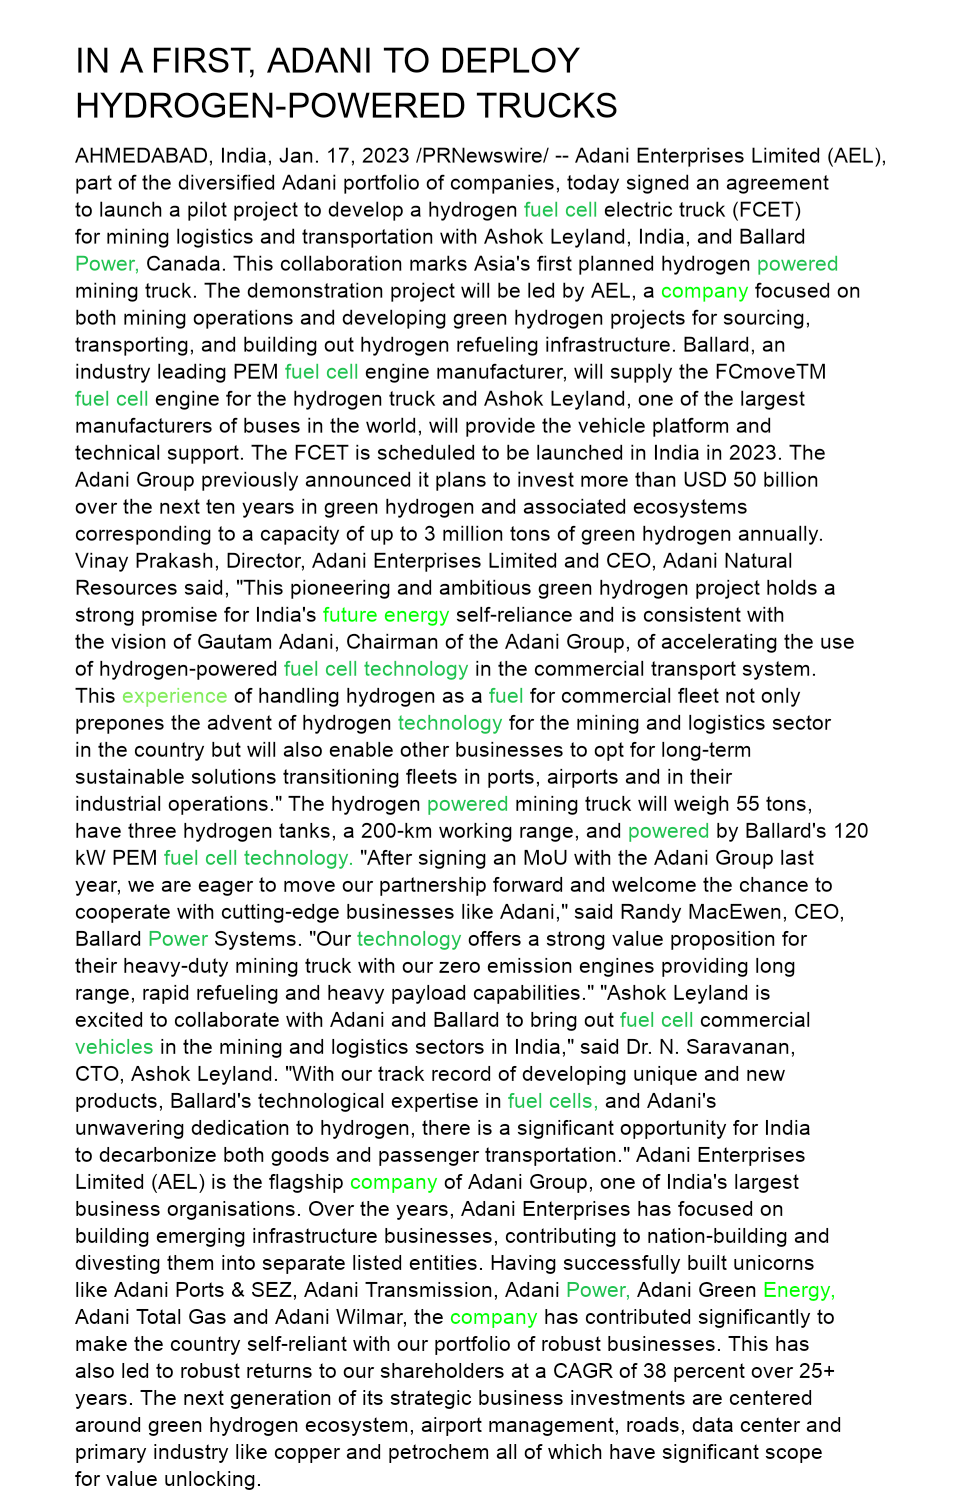 IN A FIRST, ADANI TO DEPLOY
HYDROGEN-POWERED TRUCKS
AHMEDABAD, India, Jan. 17, 2023 /PRNewswire/ -- Adani Enterprises Limited (AEL),
part of the diversified Adani portfolio of companies, today signed an agreement
to launch a pilot project to develop a hydrogen fuel cell electric truck (FCET)
for mining logistics and transportation with Ashok Leyland, India, and Ballard
Power, Canada. This collaboration marks Asia's first planned hydrogen powered
mining truck. The demonstration project will be led by AEL, a company focused on
both mining operations and developing green hydrogen projects for sourcing,
transporting, and building out hydrogen refueling infrastructure. Ballard, an
industry leading PEM fuel cell engine manufacturer, will supply the FCmoveTM
fuel cell engine for the hydrogen truck and Ashok Leyland, one of the largest
manufacturers of buses in the world, will provide the vehicle platform and
technical support. The FCET is scheduled to be launched in India in 2023. The
Adani Group previously announced it plans to invest more than USD 50 billion
over the next ten years in green hydrogen and associated ecosystems
corresponding to a capacity of up to 3 million tons of green hydrogen annually.
Vinay Prakash, Director, Adani Enterprises Limited and CEO, Adani Natural
Resources said, "This pioneering and ambitious green hydrogen project holds a
strong promise for India's future energy self-reliance and is consistent with
the vision of Gautam Adani, Chairman of the Adani Group, of accelerating the use
of hydrogen-powered fuel cell technology in the commercial transport system.
This experience of handling hydrogen as a fuel for commercial fleet not only
prepones the advent of hydrogen technology for the mining and logistics sector
in the country but will also enable other businesses to opt for long-term
sustainable solutions transitioning fleets in ports, airports and in their
industrial operations." The hydrogen powered mining truck will weigh 55 tons,
have three hydrogen tanks, a 200-km working range, and powered by Ballard's 120
kW PEM fuel cell technology. "After signing an MoU with the Adani Group last
year, we are eager to move our partnership forward and welcome the chance to
cooperate with cutting-edge businesses like Adani," said Randy MacEwen, CEO,
Ballard Power Systems. "Our technology offers a strong value proposition for
their heavy-duty mining truck with our zero emission engines providing long
range, rapid refueling and heavy payload capabilities." "Ashok Leyland is
excited to collaborate with Adani and Ballard to bring out fuel cell commercial
vehicles in the mining and logistics sectors in India," said Dr. N. Saravanan,
CTO, Ashok Leyland. "With our track record of developing unique and new
products, Ballard's technological expertise in fuel cells, and Adani's
unwavering dedication to hydrogen, there is a significant opportunity for India
to decarbonize both goods and passenger transportation." Adani Enterprises
Limited (AEL) is the flagship company of Adani Group, one of India's largest
business organisations. Over the years, Adani Enterprises has focused on
building emerging infrastructure businesses, contributing to nation-building and
divesting them into separate listed entities. Having successfully built unicorns
like Adani Ports & SEZ, Adani Transmission, Adani Power, Adani Green Energy,
Adani Total Gas and Adani Wilmar, the company has contributed significantly to
make the country self-reliant with our portfolio of robust businesses. This has
also led to robust returns to our shareholders at a CAGR of 38 percent over 25+
years. The next generation of its strategic business investments are centered
around green hydrogen ecosystem, airport management, roads, data center and
primary industry like copper and petrochem all of which have significant scope
for value unlocking.